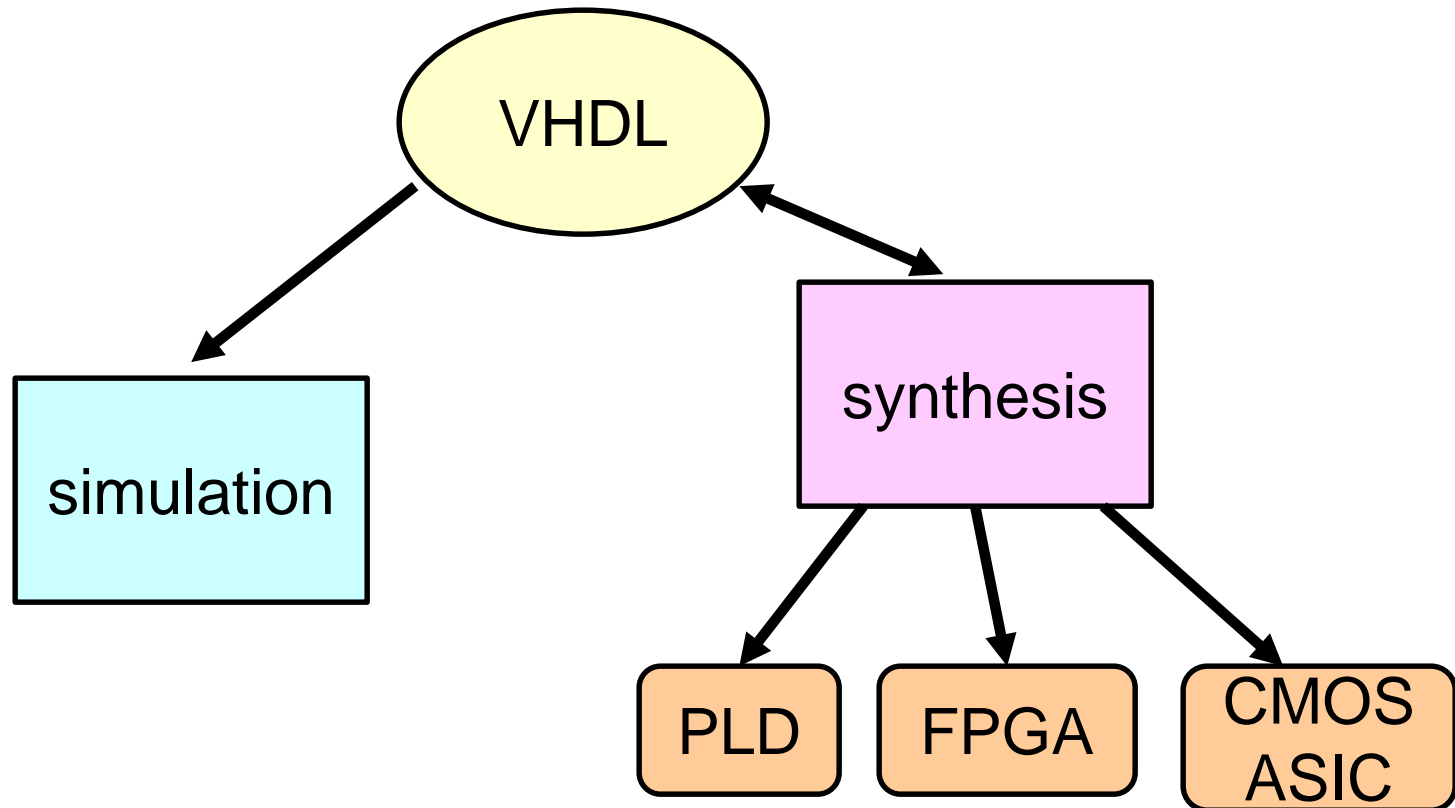 VHDL
synthesis
simulation
PLD
FPGA
CMOS
ASIC